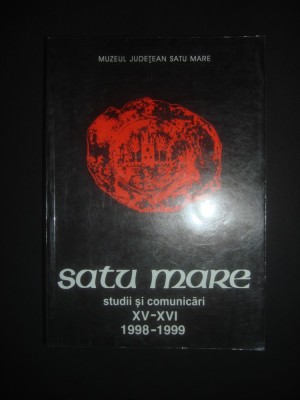 MUZEUL JUDEŢEAN SATU MARE
satu mare
studii şi comunicări
XV-XVI
1998-1999